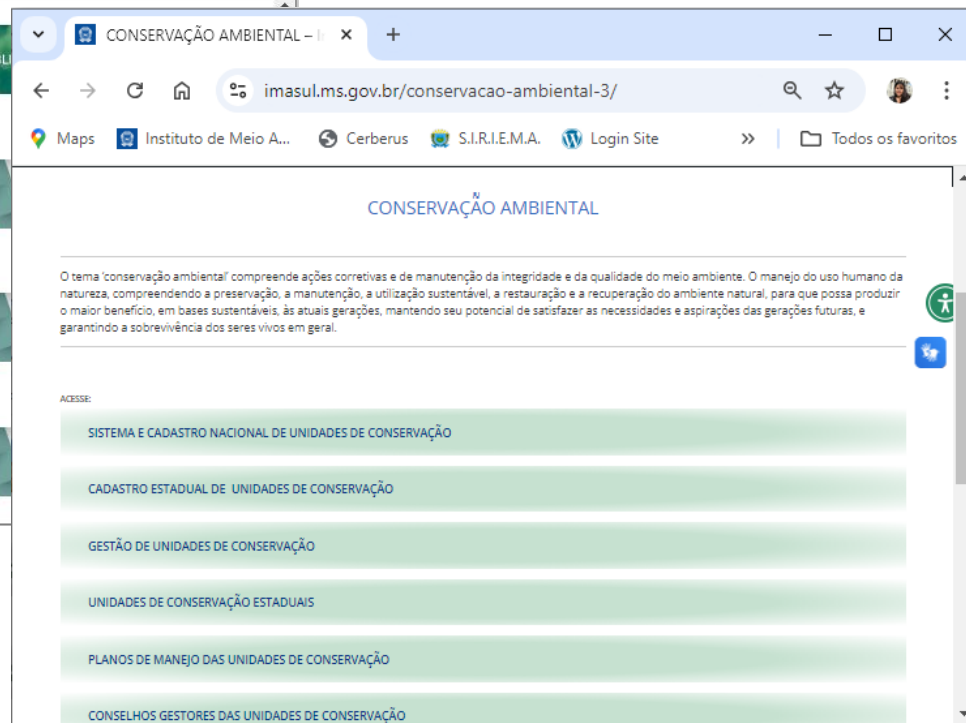 BLI
CONSERVAÇÃO AMBIENTAL – I
imasul.ms.gov.br/conservacao-ambiental-3/
Maps Instituto de Meio A... Cerberus S.I.R.I.E.M.A. Login Site » Todos os favoritos
CONSERVAÇÃO AMBIENTAL
O tema 'conservação ambiental' compreende ações corretivas e de manutenção da integridade e da qualidade do meio ambiente. O manejo do uso humano da
natureza, compreendendo a preservação, a manutenção, a utilização sustentável, a restauração e a recuperação do ambiente natural, para que possa produzir
o maior benefício, em bases sustentáveis, às atuais gerações, mantendo seu potencial de satisfazer as necessidades e aspirações das gerações futuras, e
garantindo a sobrevivência dos seres vivos em geral.
ACESSE:
SISTEMA E CADASTRO NACIONAL DE UNIDADES DE CONSERVAÇÃO
CADASTRO ESTADUAL DE UNIDADES DE CONSERVAÇÃO
GESTÃO DE UNIDADES DE CONSERVAÇÃO
UNIDADES DE CONSERVAÇÃO ESTADUAIS
PLANOS DE MANEJO DAS UNIDADES DE CONSERVAÇÃO
CONSELHOS GESTORES DAS UNIDADES DE CONSERVAÇÃO